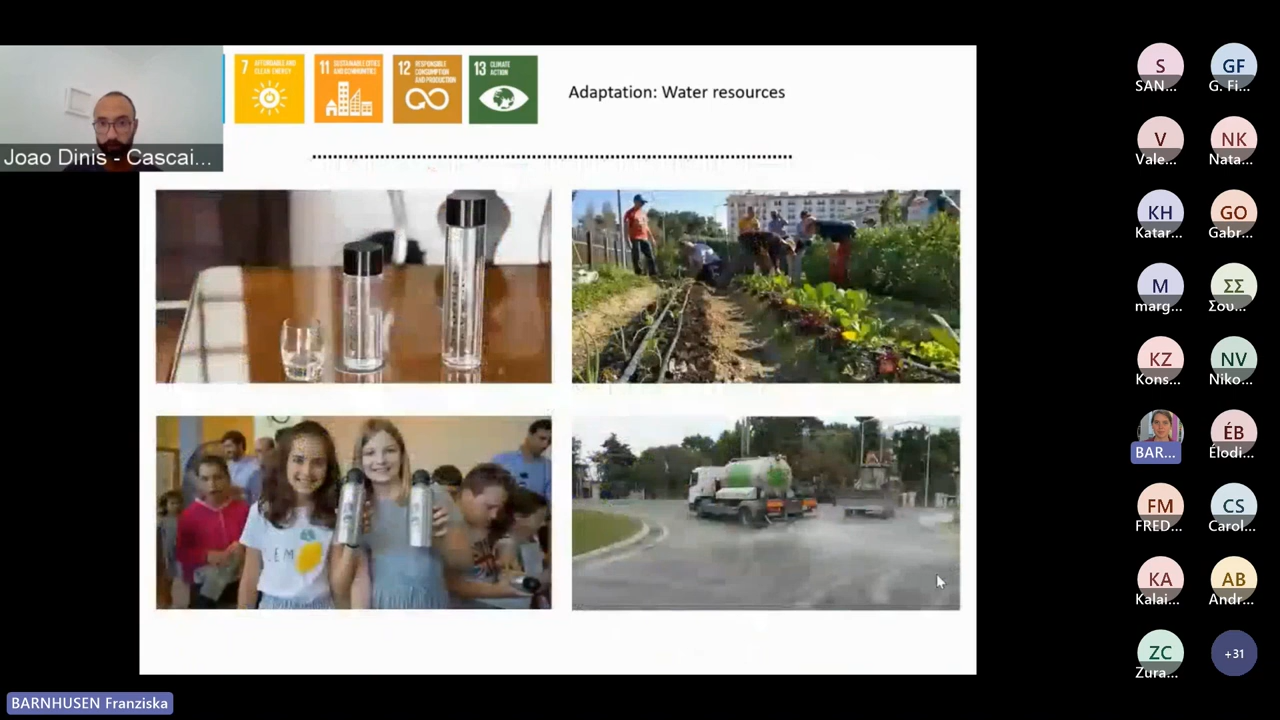 7 AFFORDABLE AND
CLEAN ENERGY
11 SUSTAINABLE CITIES
AND COMMUNITIES
12 RESPONSIBLE
CONSUMPTION
AND PRODUCTION
13 CLIMATE
ACTION
Adaptation: Water resources
Joao Dinis - Cascai...
LEM
S
SAN...
GF
G. Fi...
V
Vale...
NK
Nata...
KH
Katar...
GO
Gabr...
M
marg...
ΣΣ
Σου...
KZ
Kons...
NV
Niko...
BAR...
ÉB
Élodi...
FM
FRED...
CS
Carol...
KA
Kalai...
AB
Andr...
ZC
Zura...
+31
BARNHUSEN Franziska